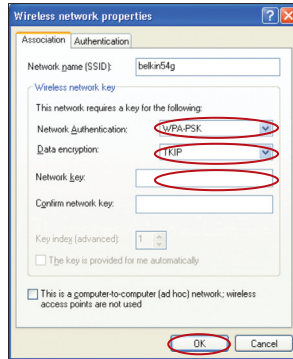 Wireless network properties
Association Authentication
Network name (SSID): belkin54g
Wireless network key
This network requires a key for the following:
Network Authentication: WPA-PSK
Data encryption: TKIP
Network key:
Confirm network key:
Key index (advanced): 1
The key is provided for me automatically
This is a computer-to-computer (ad hoc) network; wireless
access points are not used
OK Cancel